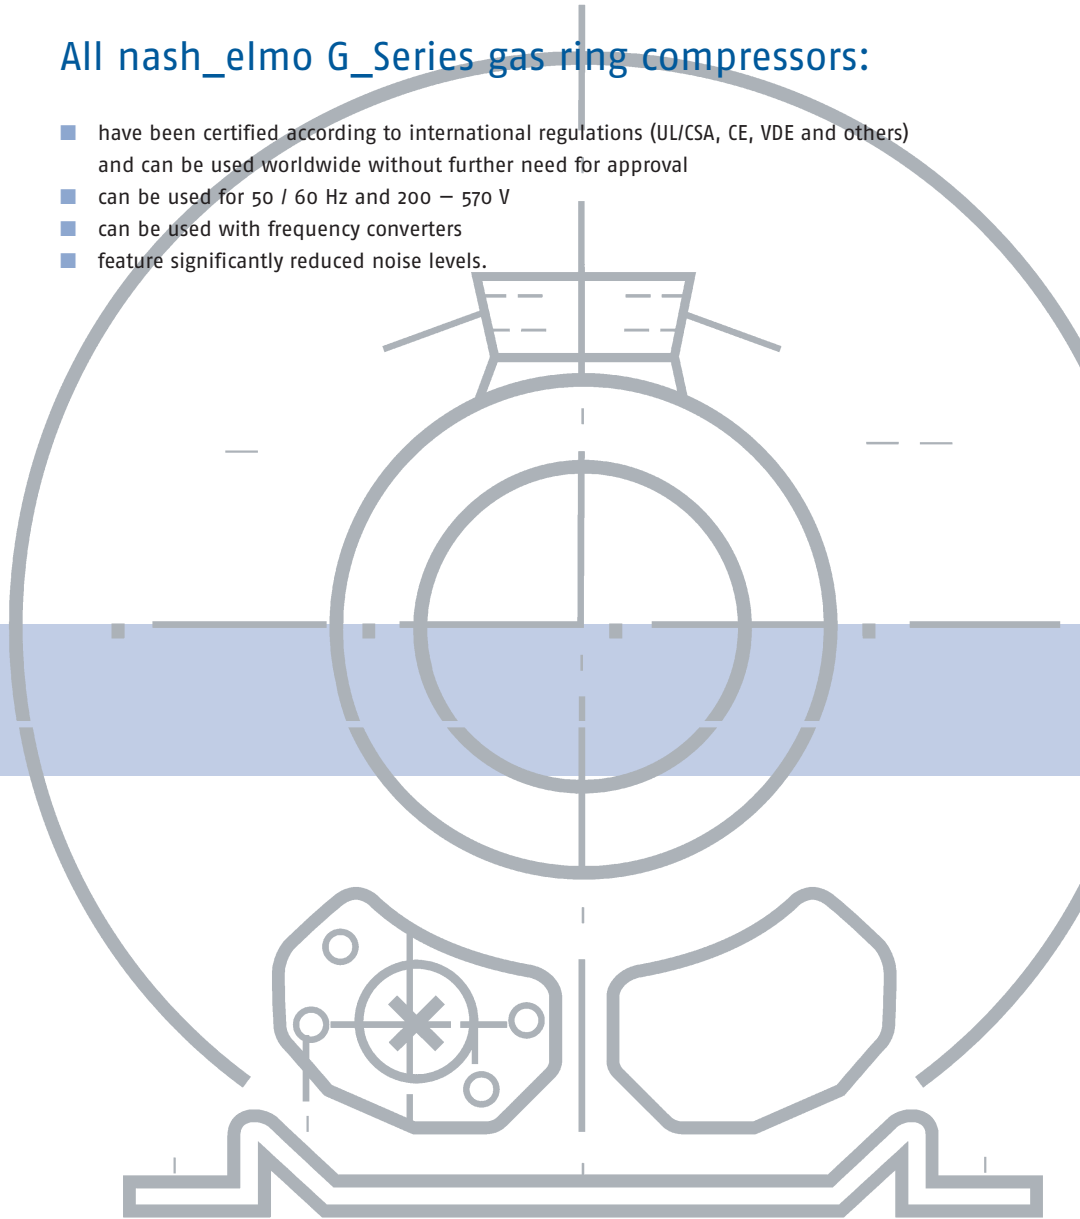 All nash_elmo G_Series gas ring compressors:
■ have been certified according to international regulations (UL/CSA, CE, VDE and others)
and can be used worldwide without further need for approval
■ can be used for 50 / 60 Hz and 200 – 570 V
■ can be used with frequency converters
■ feature significantly reduced noise levels.